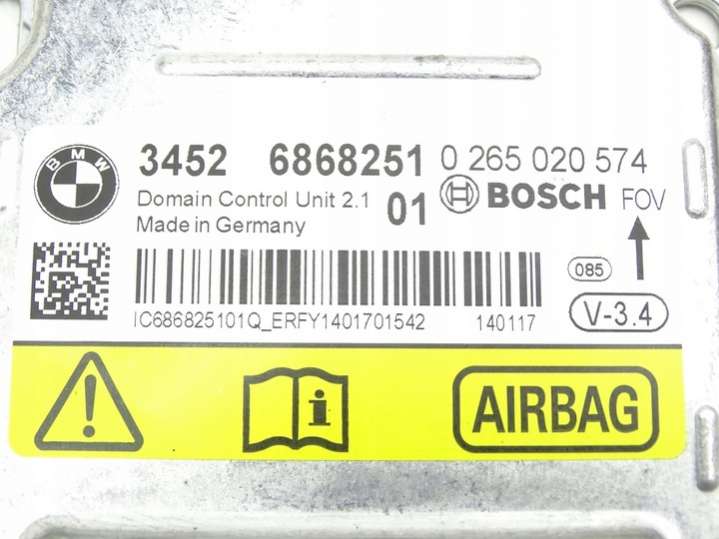 BMW
3452 6868251 0 265 020 574
Domain Control Unit 2.1 01 BOSCH FOV
Made in Germany
085
IC686825101Q_ERFY1401701542 140117 V-3.4
AIRBAG